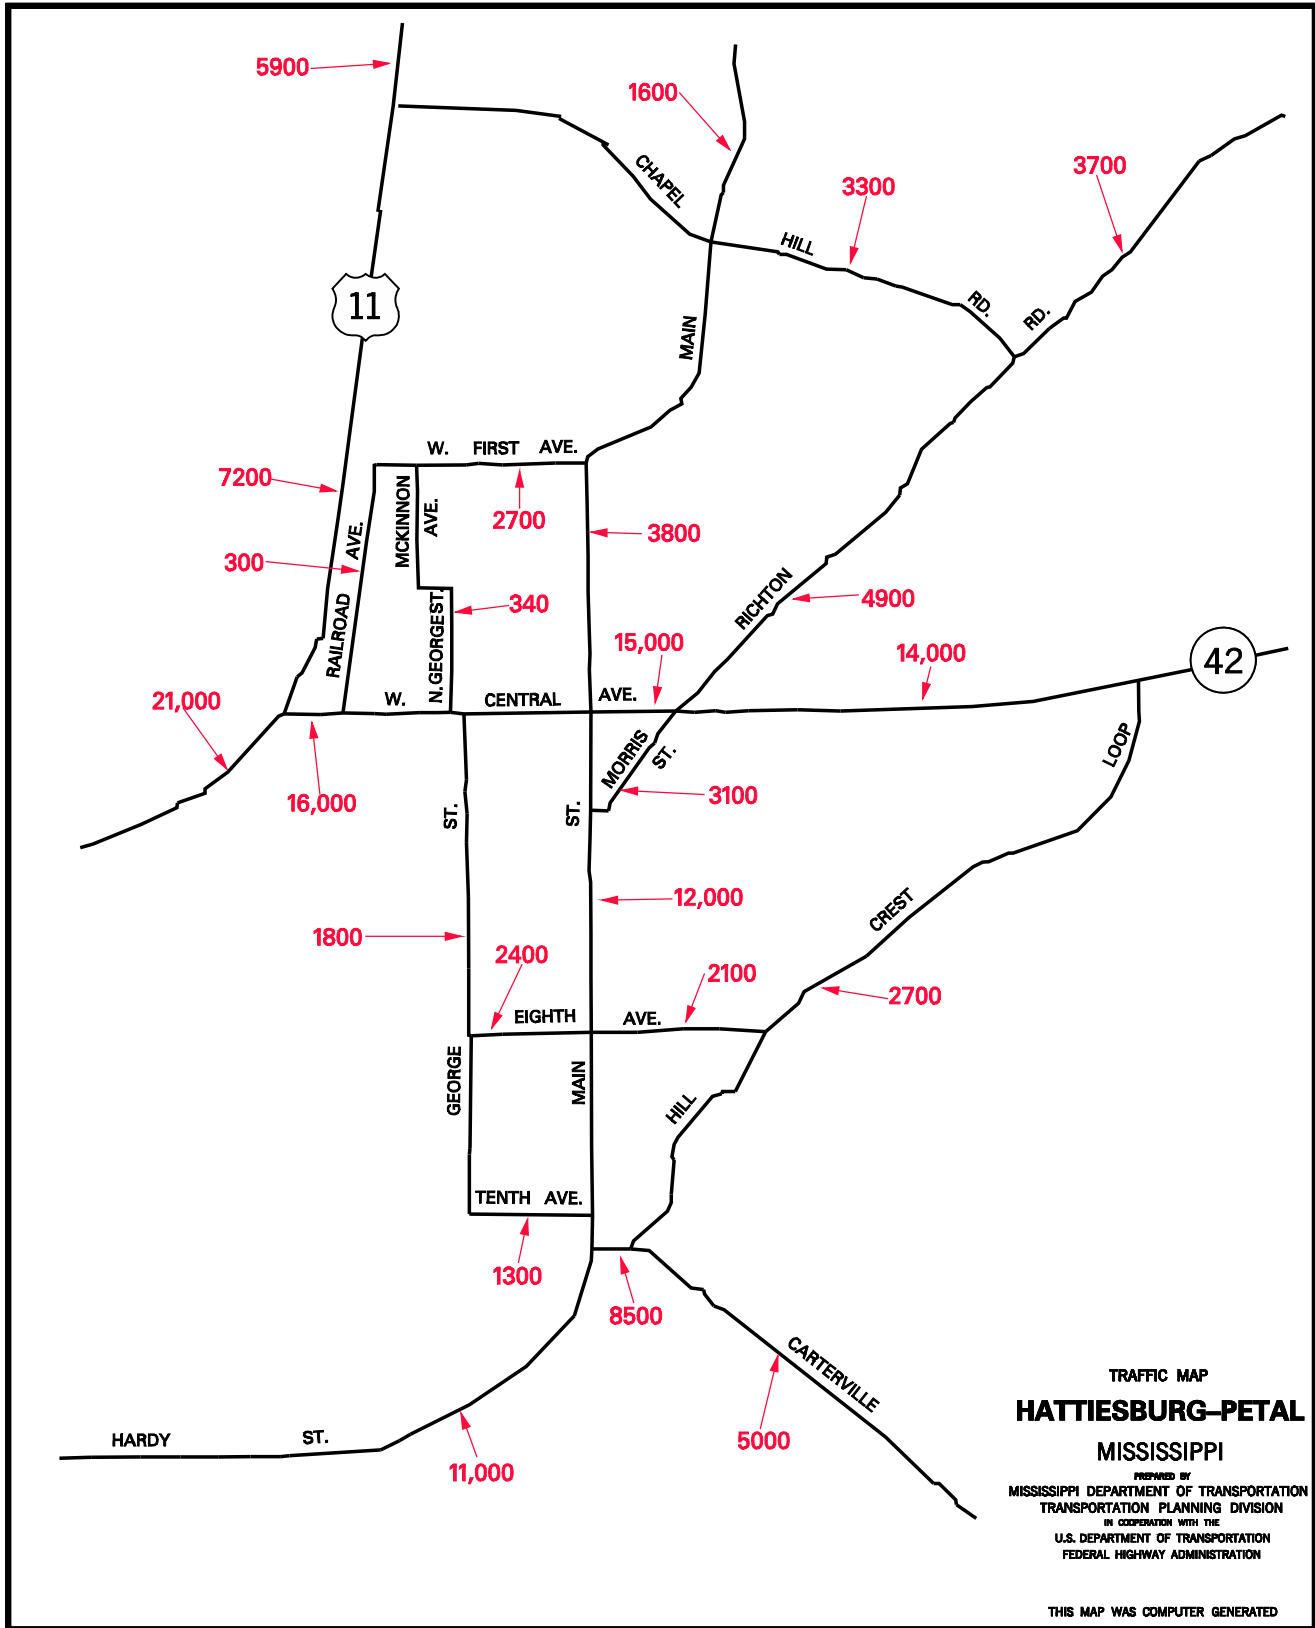 5900
1600
CHAPEL
3700
3300
HILL
RD.
RD.
11
MAIN
W. FIRST AVE.
7200
MCKINNON
AVE.
2700
AVE.
3800
300
RICHTON
4900
340
RAILROAD
N. GEORGE ST.
15,000
14,000
42
W. CENTRAL AVE.
21,000
LOOP
MORRIS
ST.
16,000
3100
ST.
ST.
12,000
CREST
1800
2400
2100
2700
EIGHTH AVE.
GEORGE
MAIN
HILL
TENTH AVE.
1300
8500
CARTERVILLE
5000
HARDY ST.
11,000
TRAFFIC MAP
HATTIESBURG–PETAL
MISSISSIPPI
PREPARED BY
MISSISSIPPI DEPARTMENT OF TRANSPORTATION
TRANSPORTATION PLANNING DIVISION
IN COOPERATION WITH THE
U.S. DEPARTMENT OF TRANSPORTATION
FEDERAL HIGHWAY ADMINISTRATION
THIS MAP WAS COMPUTER GENERATED